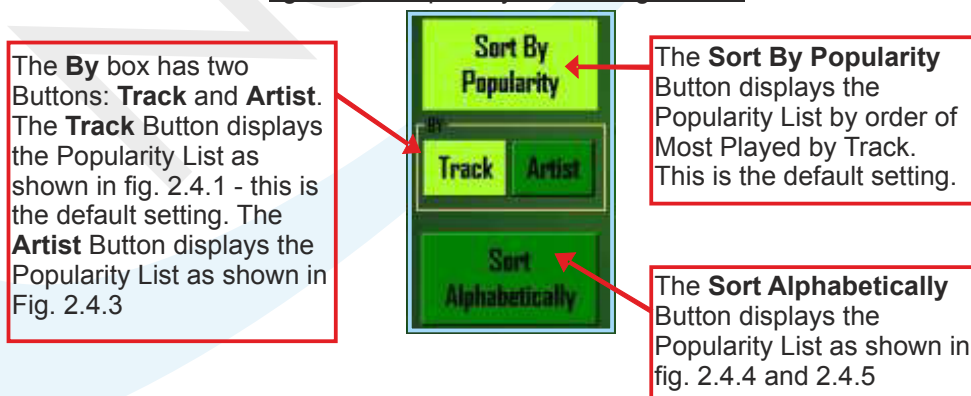 The By box has two
Buttons: Track and Artist.
The Track Button displays
the Popularity List as
shown in fig. 2.4.1 - this is
the default setting. The
Artist Button displays the
Popularity List as shown in
Fig. 2.4.3
Sort By
Popularity
BY
Track Artist
Sort
Alphabetically
The Sort By Popularity
Button displays the
Popularity List by order of
Most Played by Track.
This is the default setting.
The Sort Alphabetically
Button displays the
Popularity List as shown in
fig. 2.4.4 and 2.4.5